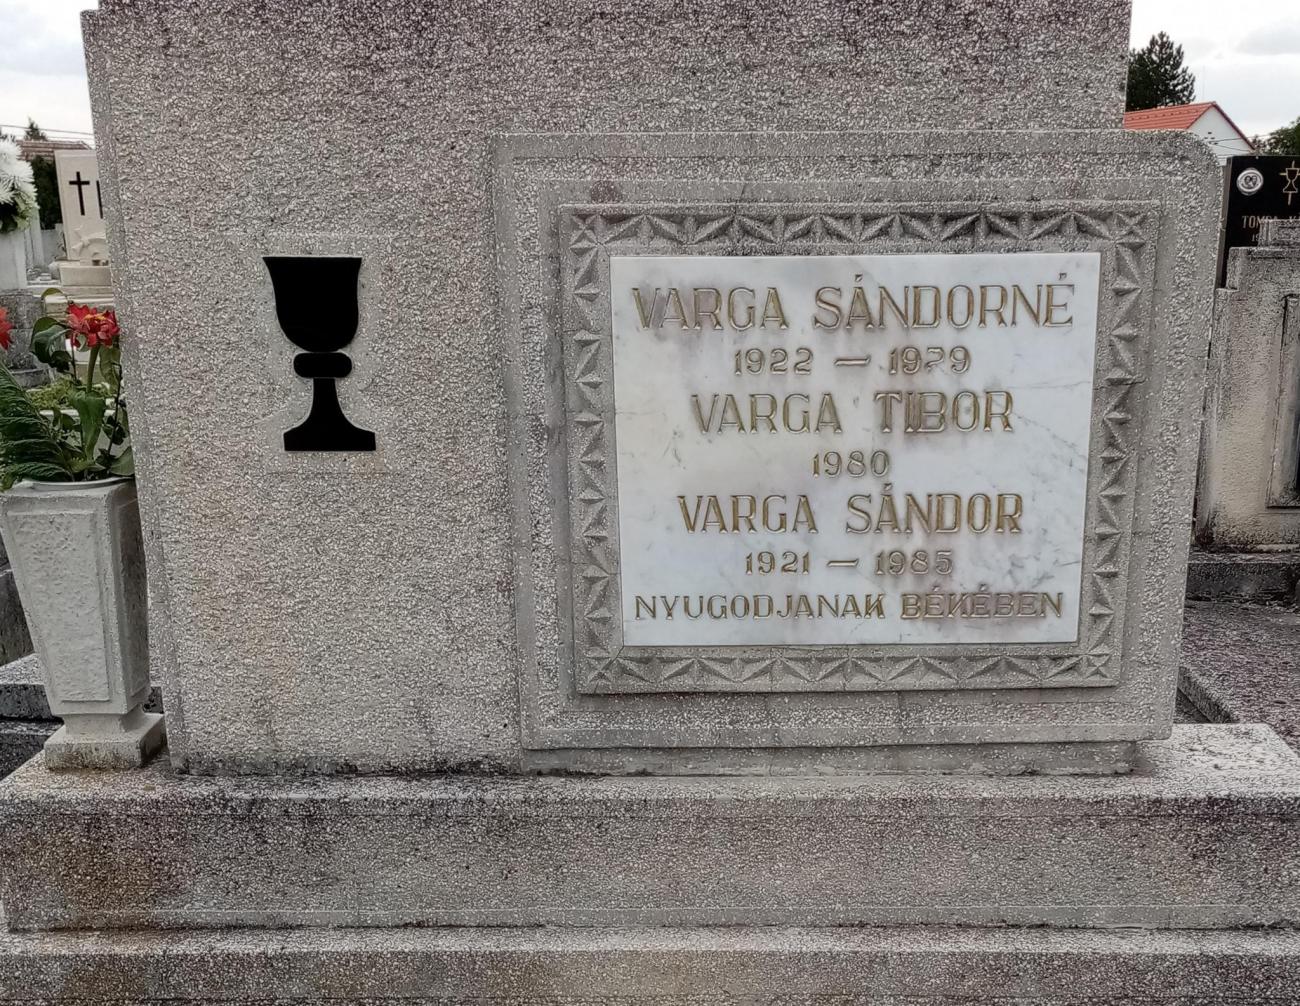 VARGA SÁNDORNÉ
1922 – 1979
VARGA TIBOR
1980
VARGA SÁNDOR
1921 – 1985
NYUGODJANAK BÉKÉBEN